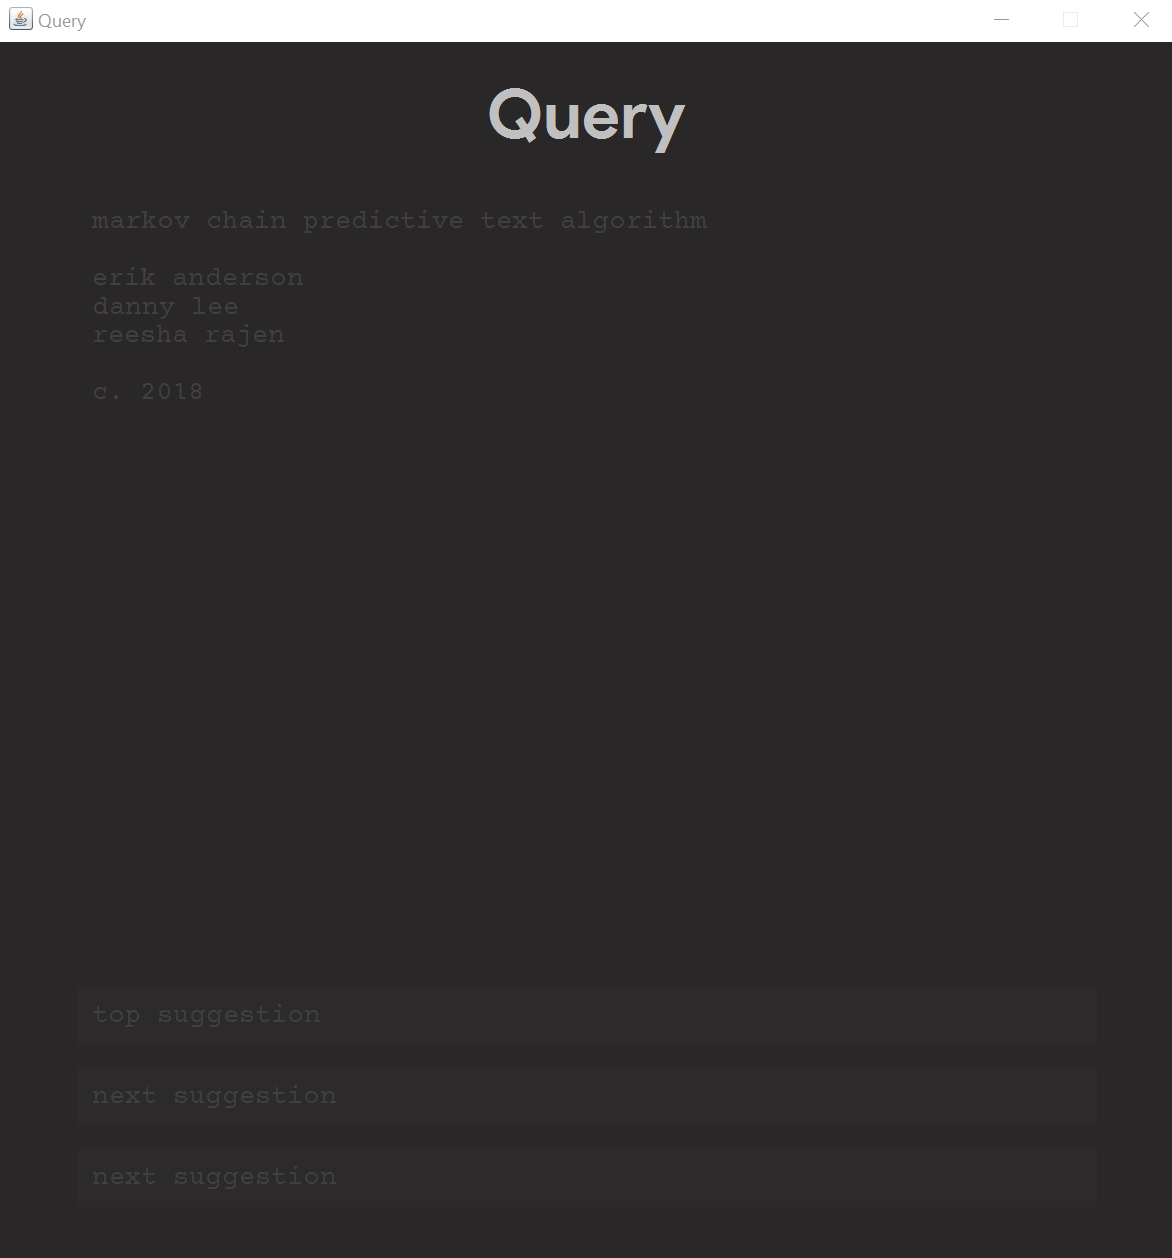 Query
Query
markov chain predictive text algorithm
erik anderson
danny lee
reesha rajen
c. 2018
top suggestion
next suggestion
next suggestion